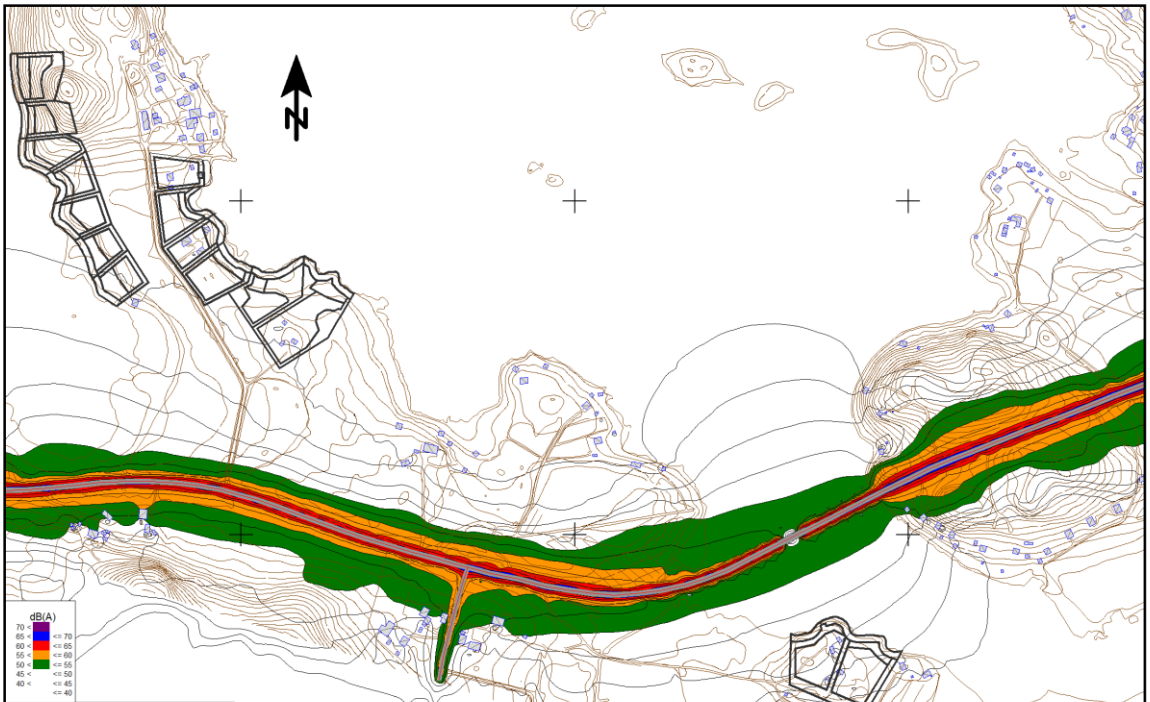 N
dB(A)
70 <
65 < <= 70
60 < <= 65
55 < <= 60
50 < <= 55
45 < <= 50
40 < <= 45
<= 40